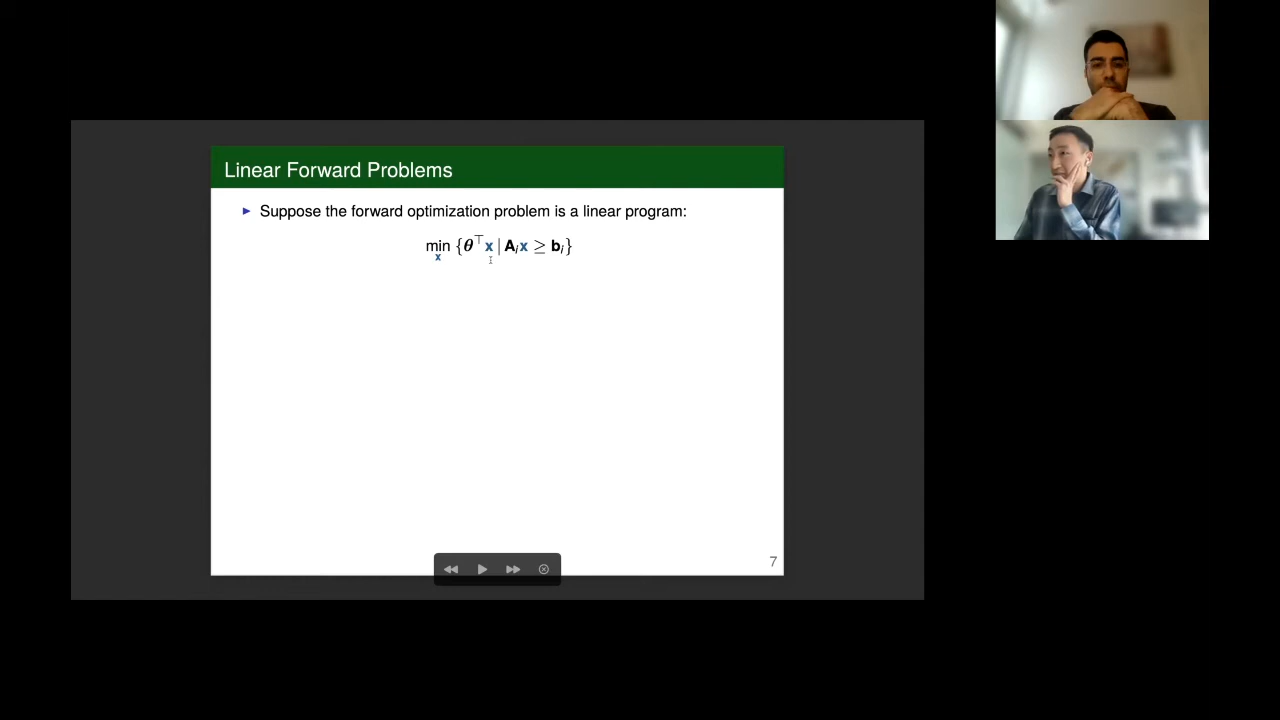 Linear Forward Problems
► Suppose the forward optimization problem is a linear program:
min {θ⊤x | Aᵢx ≥ bᵢ}
x
7